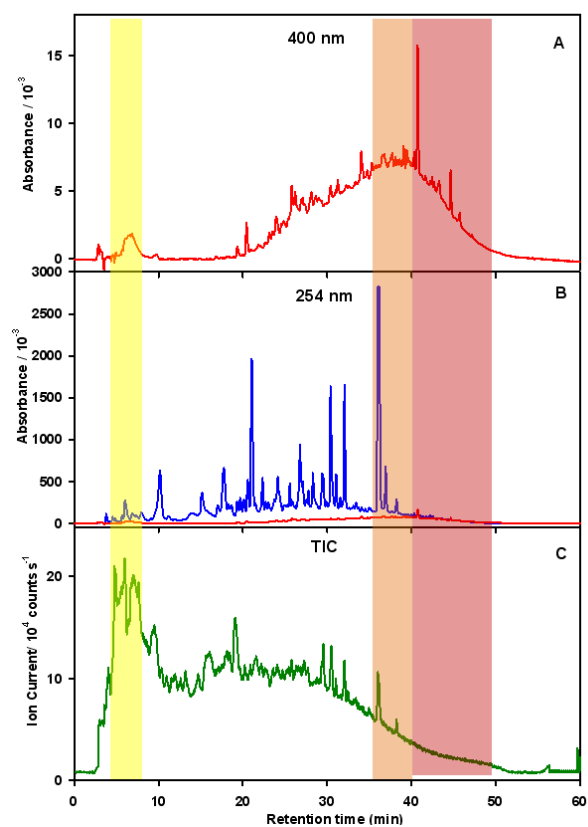 400 nm
A
Absorbance / 10⁻³
15
10
5
0
254 nm
B
Absorbance / 10⁻³
3000
2500
2000
1500
1000
500
0
TIC
C
Ion Current/ 10⁴ counts s⁻¹
20
10
0
0 10 20 30 40 50 60
Retention time (min)